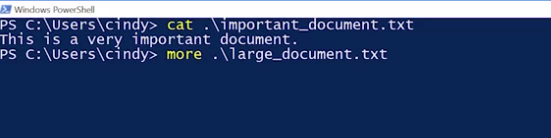 Windows PowerShell
PS C:\Users\cindy> cat .\important_document.txt
This is a very important document.
PS C:\Users\cindy> more .\large_document.txt